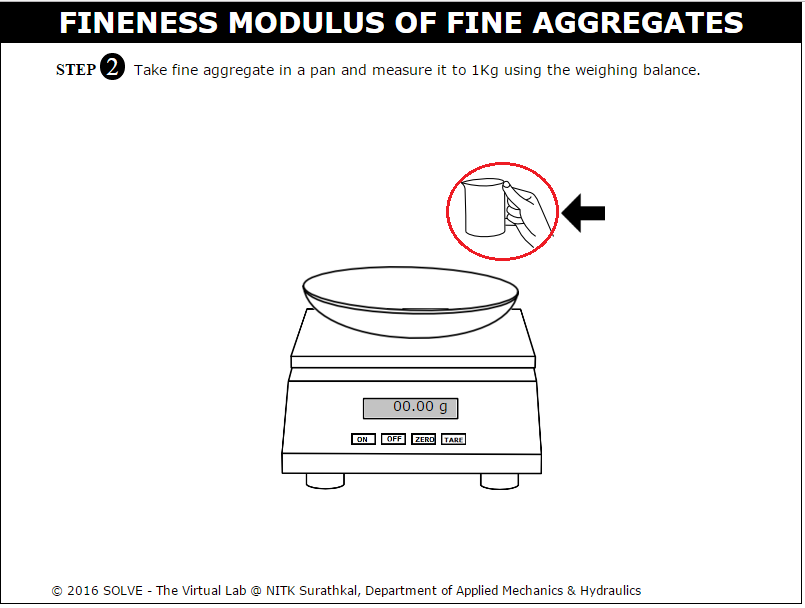 FINENESS MODULUS OF FINE AGGREGATES
STEP 2 Take fine aggregate in a pan and measure it to 1Kg using the weighing balance.
00.00 g
ON OFF ZERO TARE
© 2016 SOLVE - The Virtual Lab @ NITK Surathkal, Department of Applied Mechanics & Hydraulics